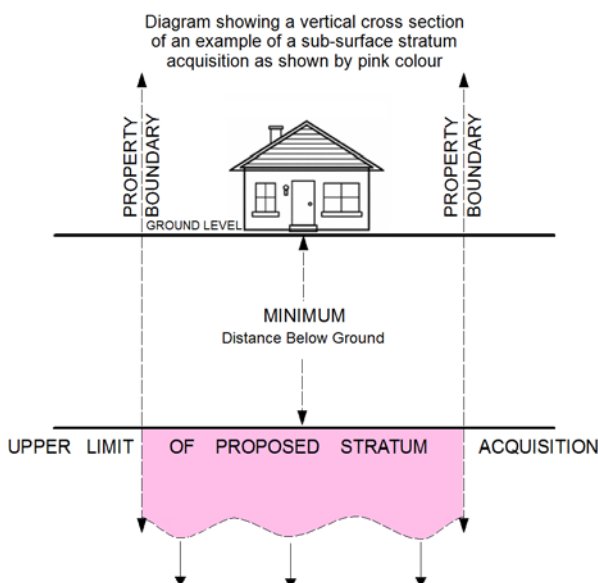 Diagram showing a vertical cross section
of an example of a sub-surface stratum
acquisition as shown by pink colour
PROPERTY
BOUNDARY
PROPERTY
BOUNDARY
GROUND LEVEL
MINIMUM
Distance Below Ground
UPPER LIMIT OF PROPOSED STRATUM ACQUISITION